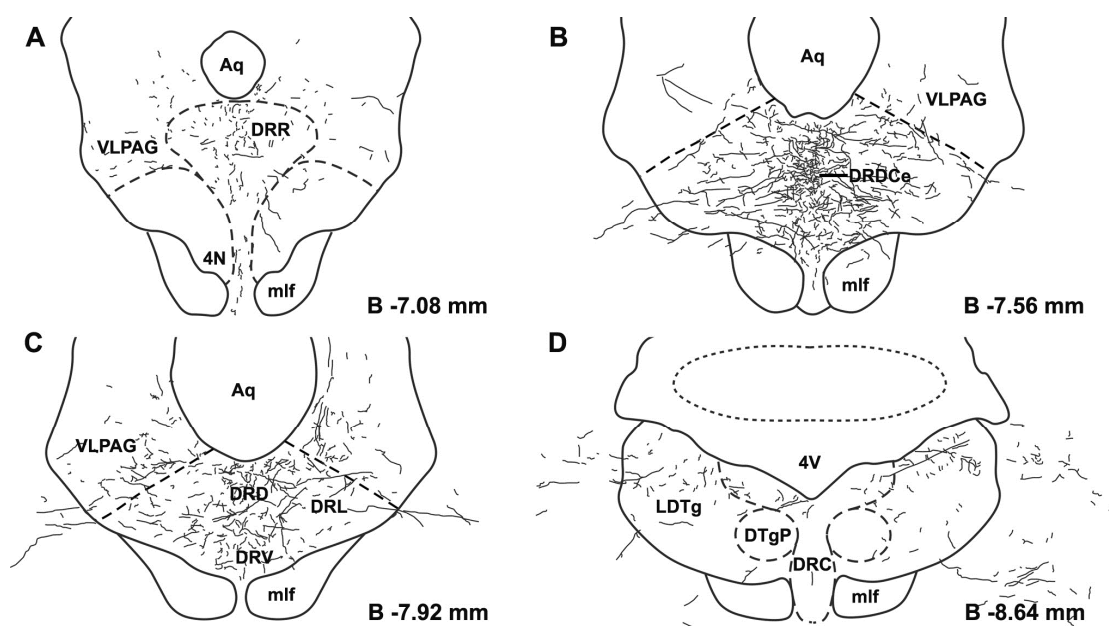 A
Aq
DRR
VLPAG
4N
mlf
B -7.08 mm
B
Aq
VLPAG
DRDCe
mlf
B -7.56 mm
C
Aq
VLPAG
DRD
DRL
DRV
mlf
B -7.92 mm
D
4V
LDTg
DTgP
DRC
mlf
B -8.64 mm